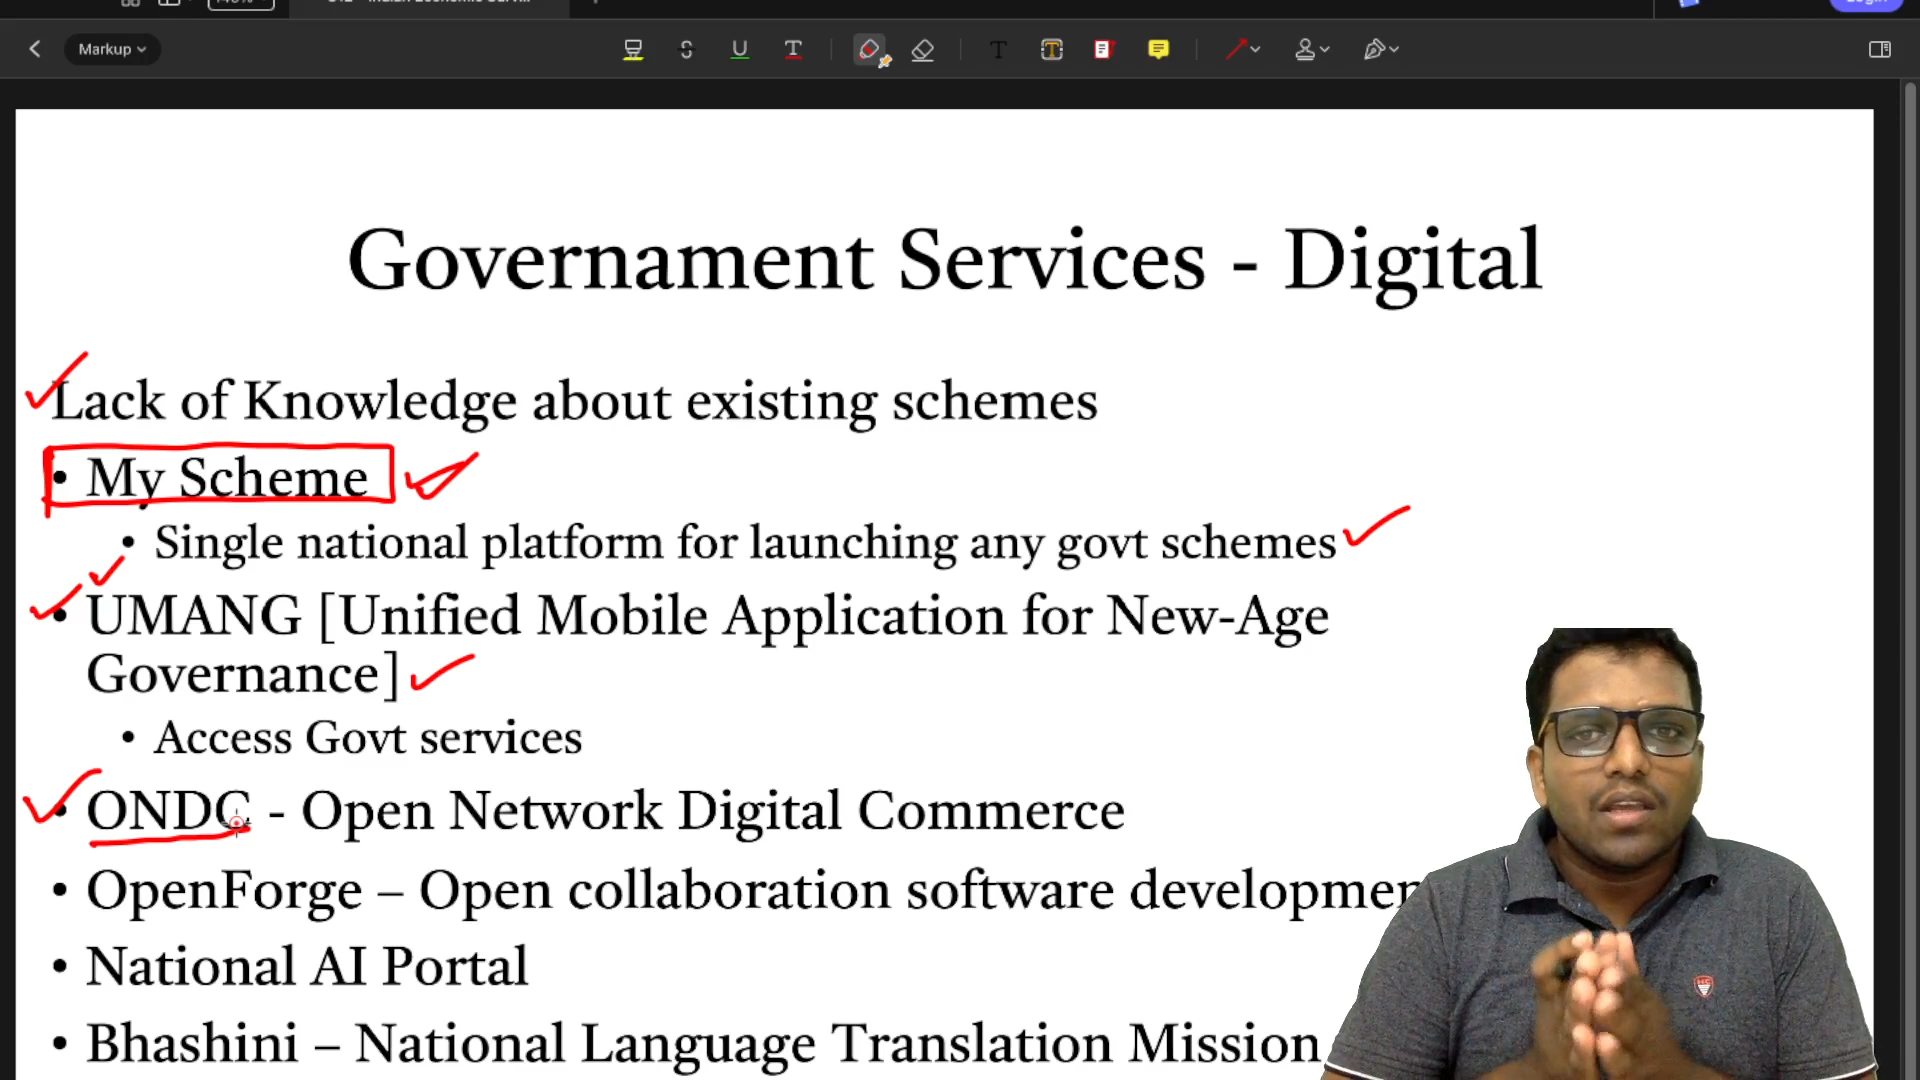 Markup
Governament Services - Digital
Lack of Knowledge about existing schemes
• My Scheme
• Single national platform for launching any govt schemes
• UMANG [Unified Mobile Application for New-Age
Governance]
• Access Govt services
• ONDC - Open Network Digital Commerce
• OpenForge – Open collaboration software
• National AI Portal
• Bhashini – National Language Translation Mission